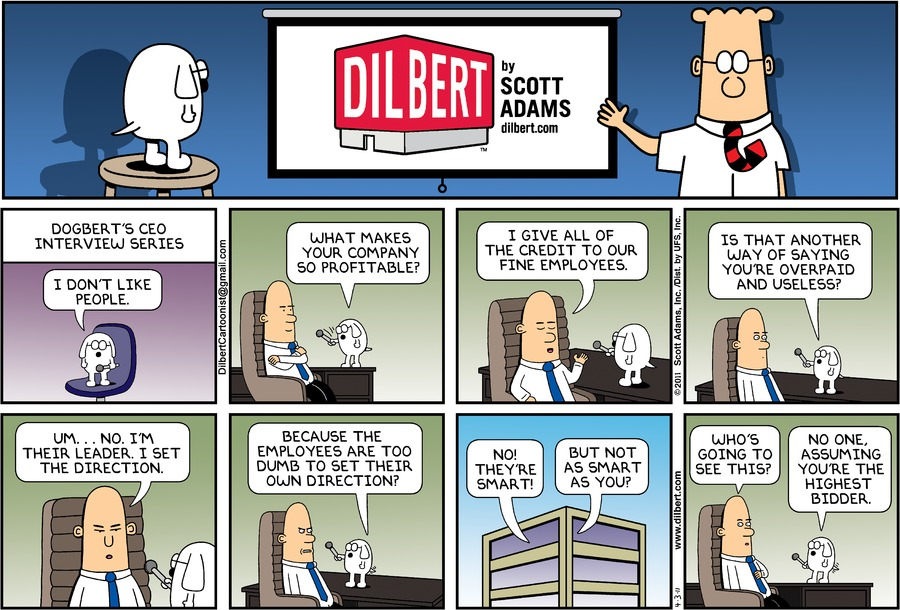 DILBERT
by
SCOTT
ADAMS
dilbert.com
TM
DOGBERT'S CEO
INTERVIEW SERIES
I DON'T LIKE
PEOPLE.
DilbertCartoonist@gmail.com
WHAT MAKES
YOUR COMPANY
SO PROFITABLE?
I GIVE ALL OF
THE CREDIT TO OUR
FINE EMPLOYEES.
©2011 Scott Adams, Inc./Dist. by UFS, Inc.
IS THAT ANOTHER
WAY OF SAYING
YOU'RE OVERPAID
AND USELESS?
UM... NO. I'M
THEIR LEADER. I SET
THE DIRECTION.
BECAUSE THE
EMPLOYEES ARE TOO
DUMB TO SET THEIR
OWN DIRECTION?
NO!
THEY'RE
SMART!
BUT NOT
AS SMART
AS YOU?
4-3-11
www.dilbert.com
WHO'S
GOING TO
SEE THIS?
NO ONE,
ASSUMING
YOU'RE THE
HIGHEST
BIDDER.